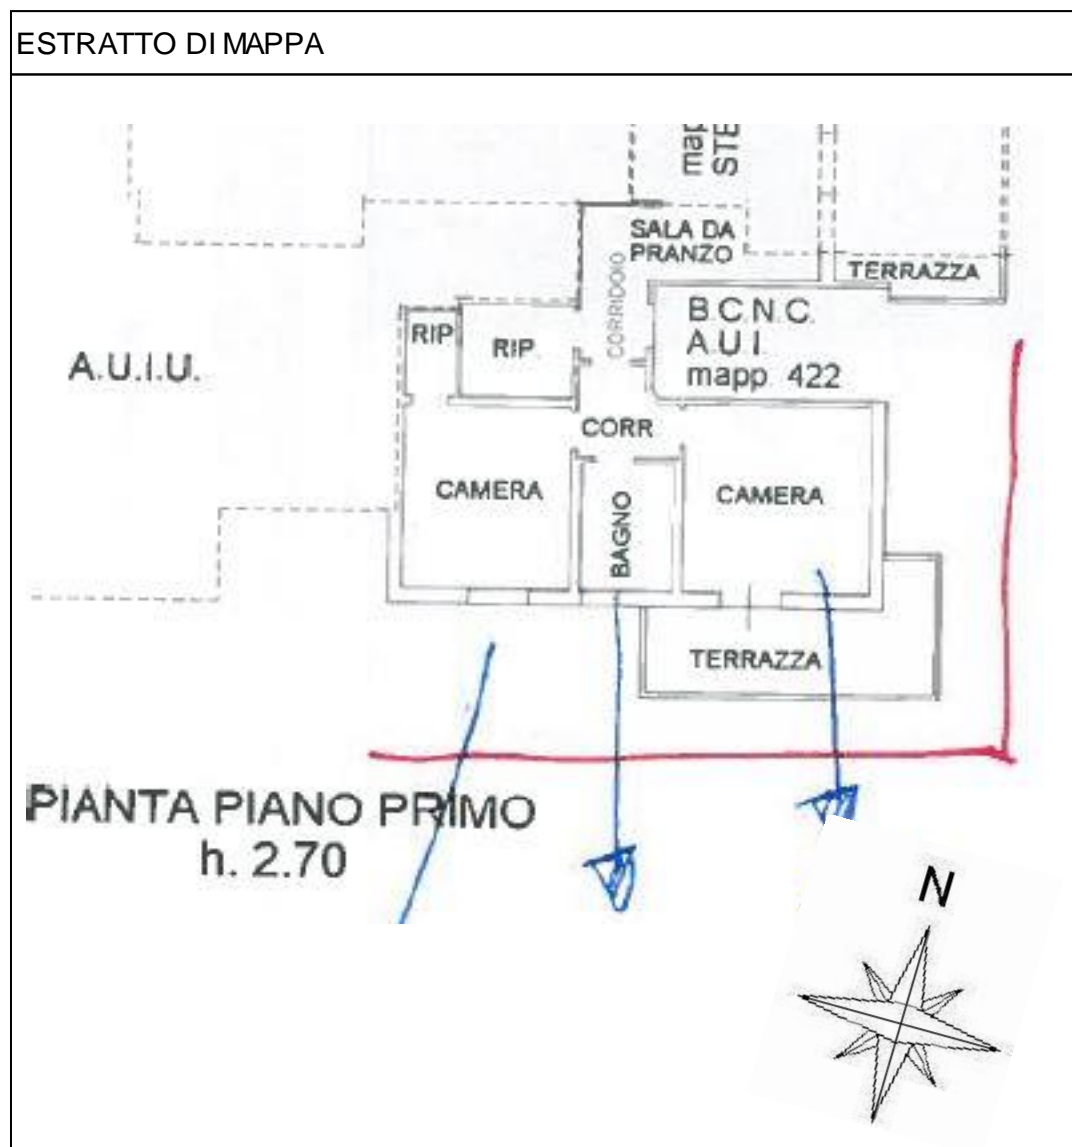 ESTRATTO DI MAPPA
SALA DA
PRANZO
TERRAZZA
CORRIDOIO
B.C.N.C.
A.U.I.
mapp. 422
RIP
RIP.
A.U.I.U.
CORR
CAMERA
CAMERA
BAGNO
TERRAZZA
PIANTA PIANO PRIMO
h. 2.70
N